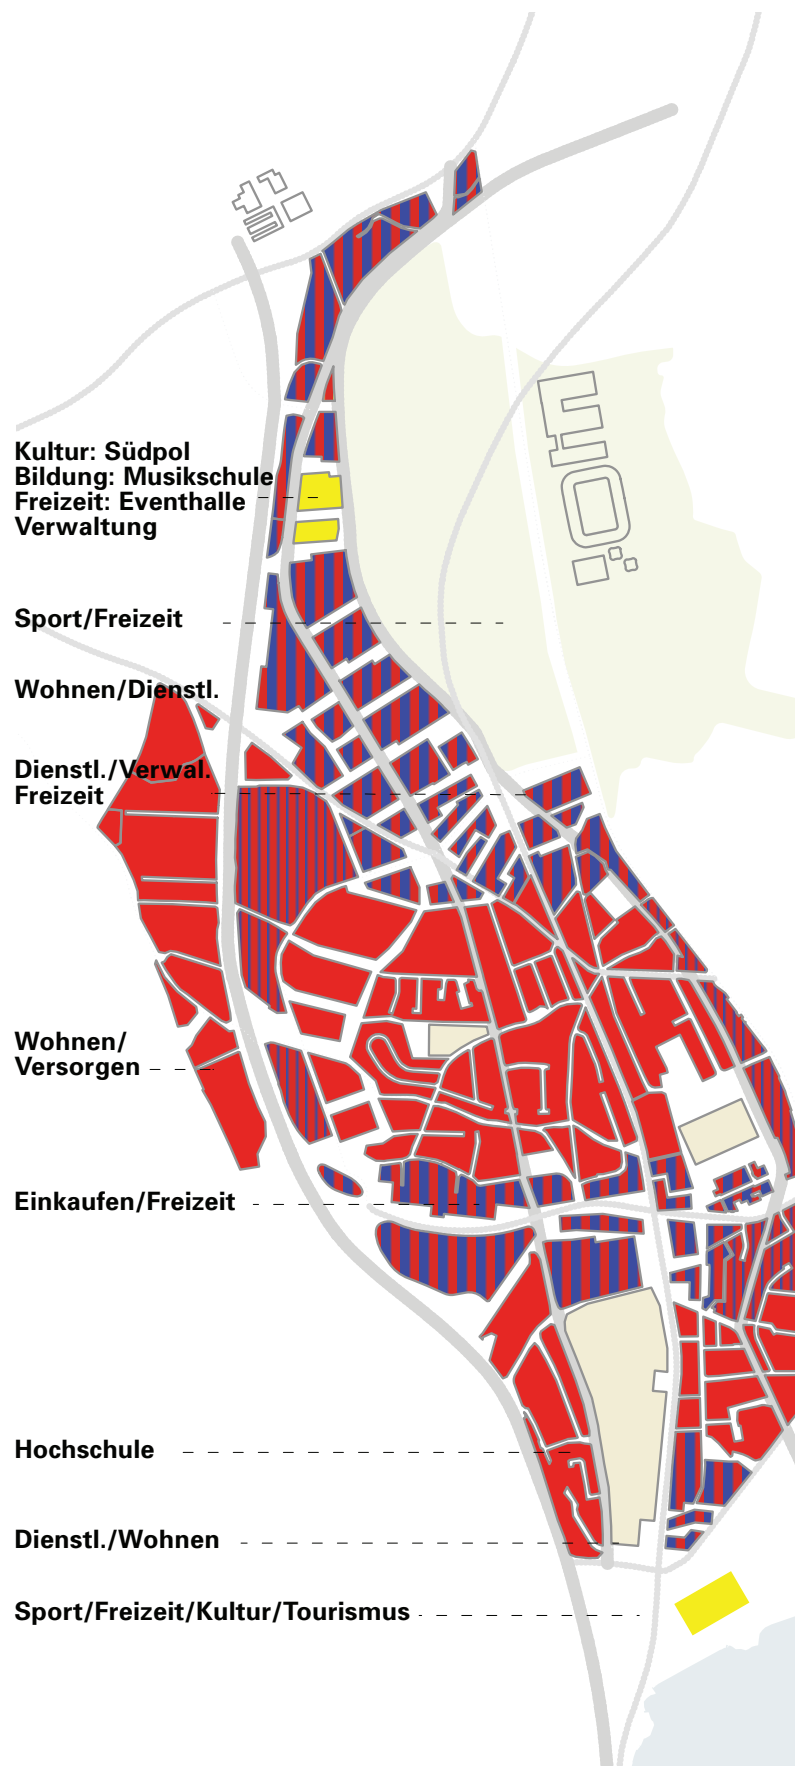 Kultur: Südpol
Bildung: Musikschule
Freizeit: Eventhalle
Verwaltung
Sport/Freizeit
Wohnen/Dienstl.
Dienstl./Verwal.
Freizeit
Wohnen/
Versorgen
Einkaufen/Freizeit
Hochschule
Dienstl./Wohnen
Sport/Freizeit/Kultur/Tourismus